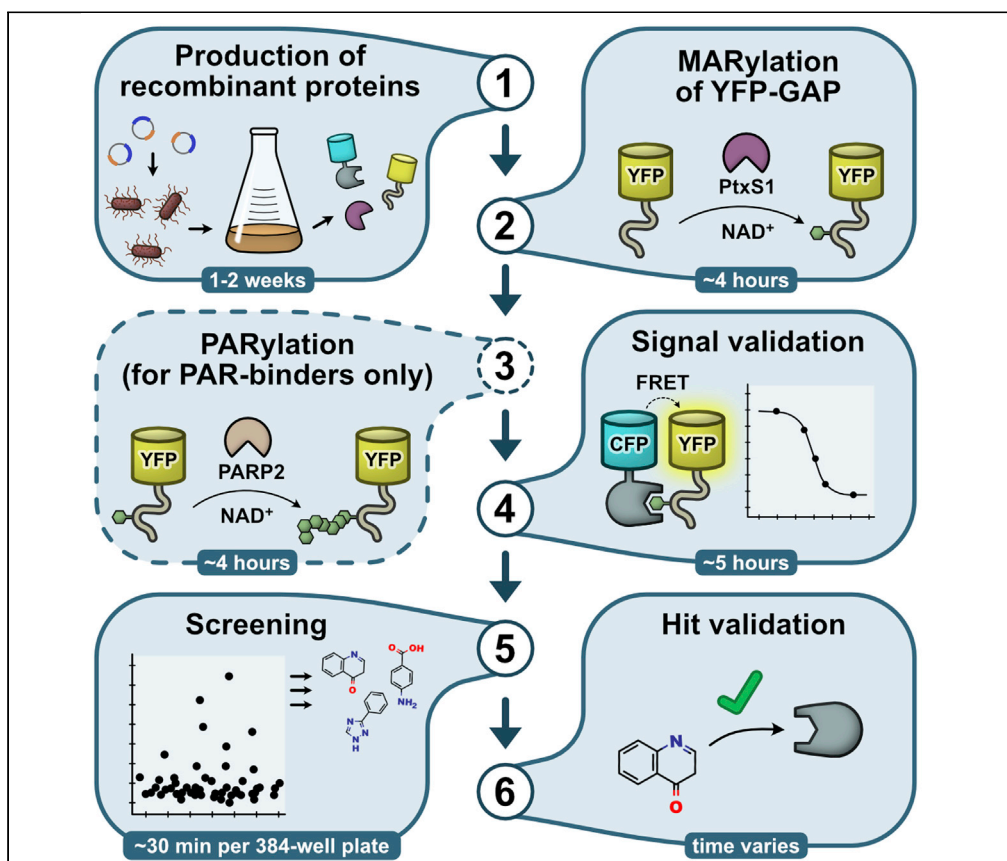 Production of
recombinant proteins
1
1-2 weeks
MARylation
of YFP-GAP
YFP
PtxS1
YFP
NAD⁺
2
~4 hours
PARylation
(for PAR-binders only)
3
YFP
PARP2
YFP
NAD⁺
~4 hours
Signal validation
FRET
CFP
YFP
4
~5 hours
Screening
5
N
O
O
OH
NH₂
N
N
N
H
~30 min per 384-well plate
Hit validation
N
O
6
time varies